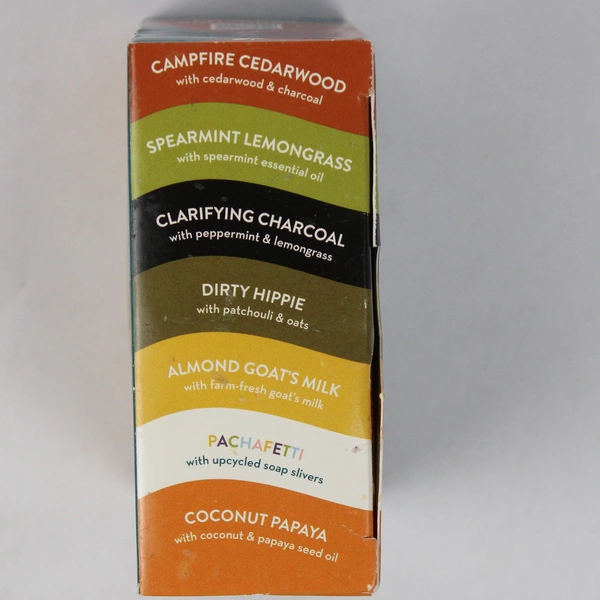 CAMPFIRE CEDARWOOD
with cedarwood & charcoal
SPEARMINT LEMONGRASS
with spearmint essential oil
CLARIFYING CHARCOAL
with peppermint & lemongrass
DIRTY HIPPIE
with patchouli & oats
ALMOND GOAT'S MILK
with farm-fresh goat's milk
PACHAFETTI
with upcycled soap slivers
COCONUT PAPAYA
with coconut & papaya seed oil